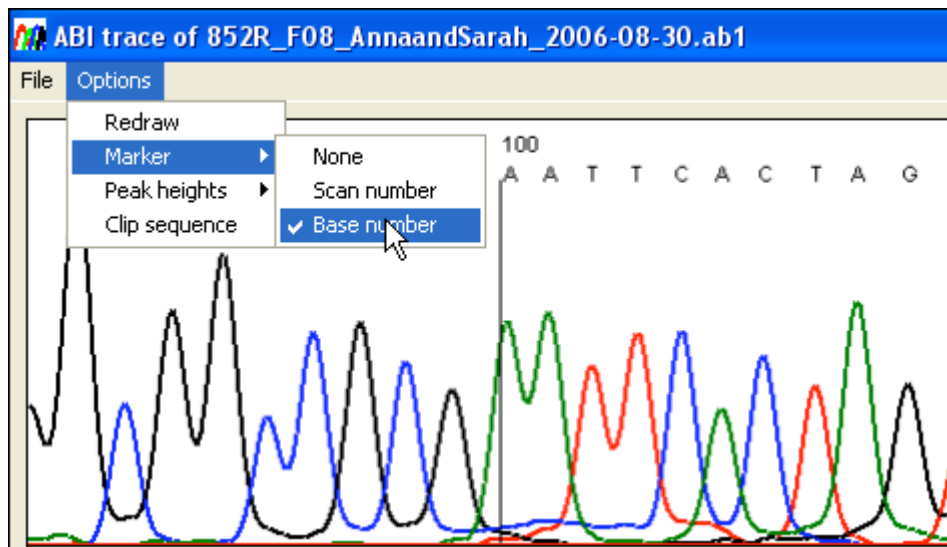 ABI trace of 852R_F08_AnnaandSarah_2006-08-30.ab1
File Options
Redraw
Marker
Peak heights
Clip sequence
None
Scan number
Base number
100
A A T T C A C T A G